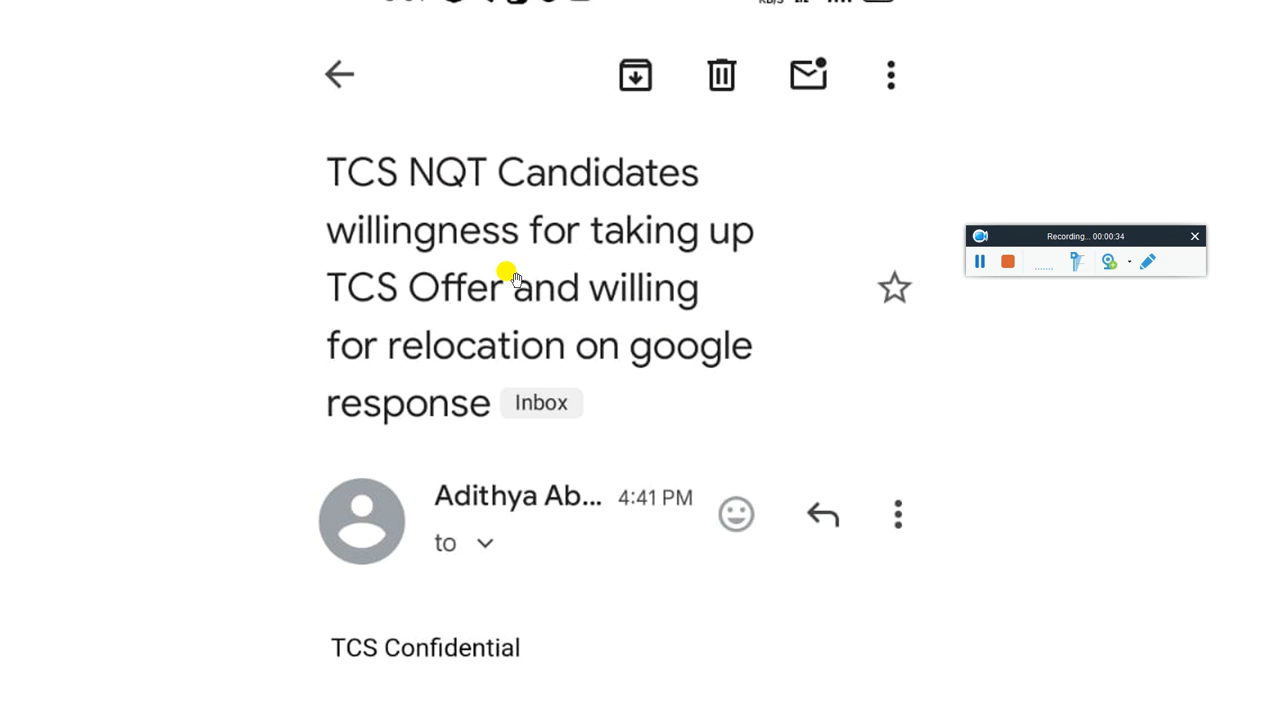 TCS NQT Candidates
willingness for taking up
TCS Offer and willing
for relocation on google
response Inbox
Adithya Ab... 4:41 PM
to
TCS Confidential
Recording... 00:00:34